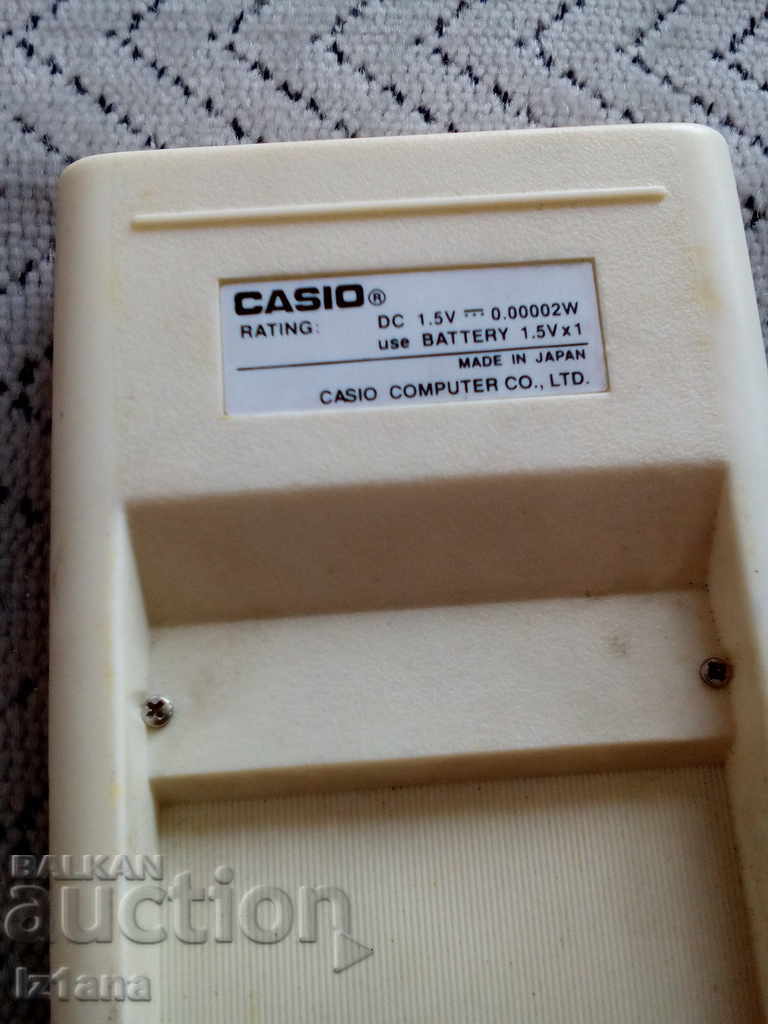 CASIO®
RATING: DC 1.5V ⎓ 0.00002W
use BATTERY 1.5V x 1
MADE IN JAPAN
CASIO COMPUTER CO., LTD.
BALKAN
auction
iz1ana